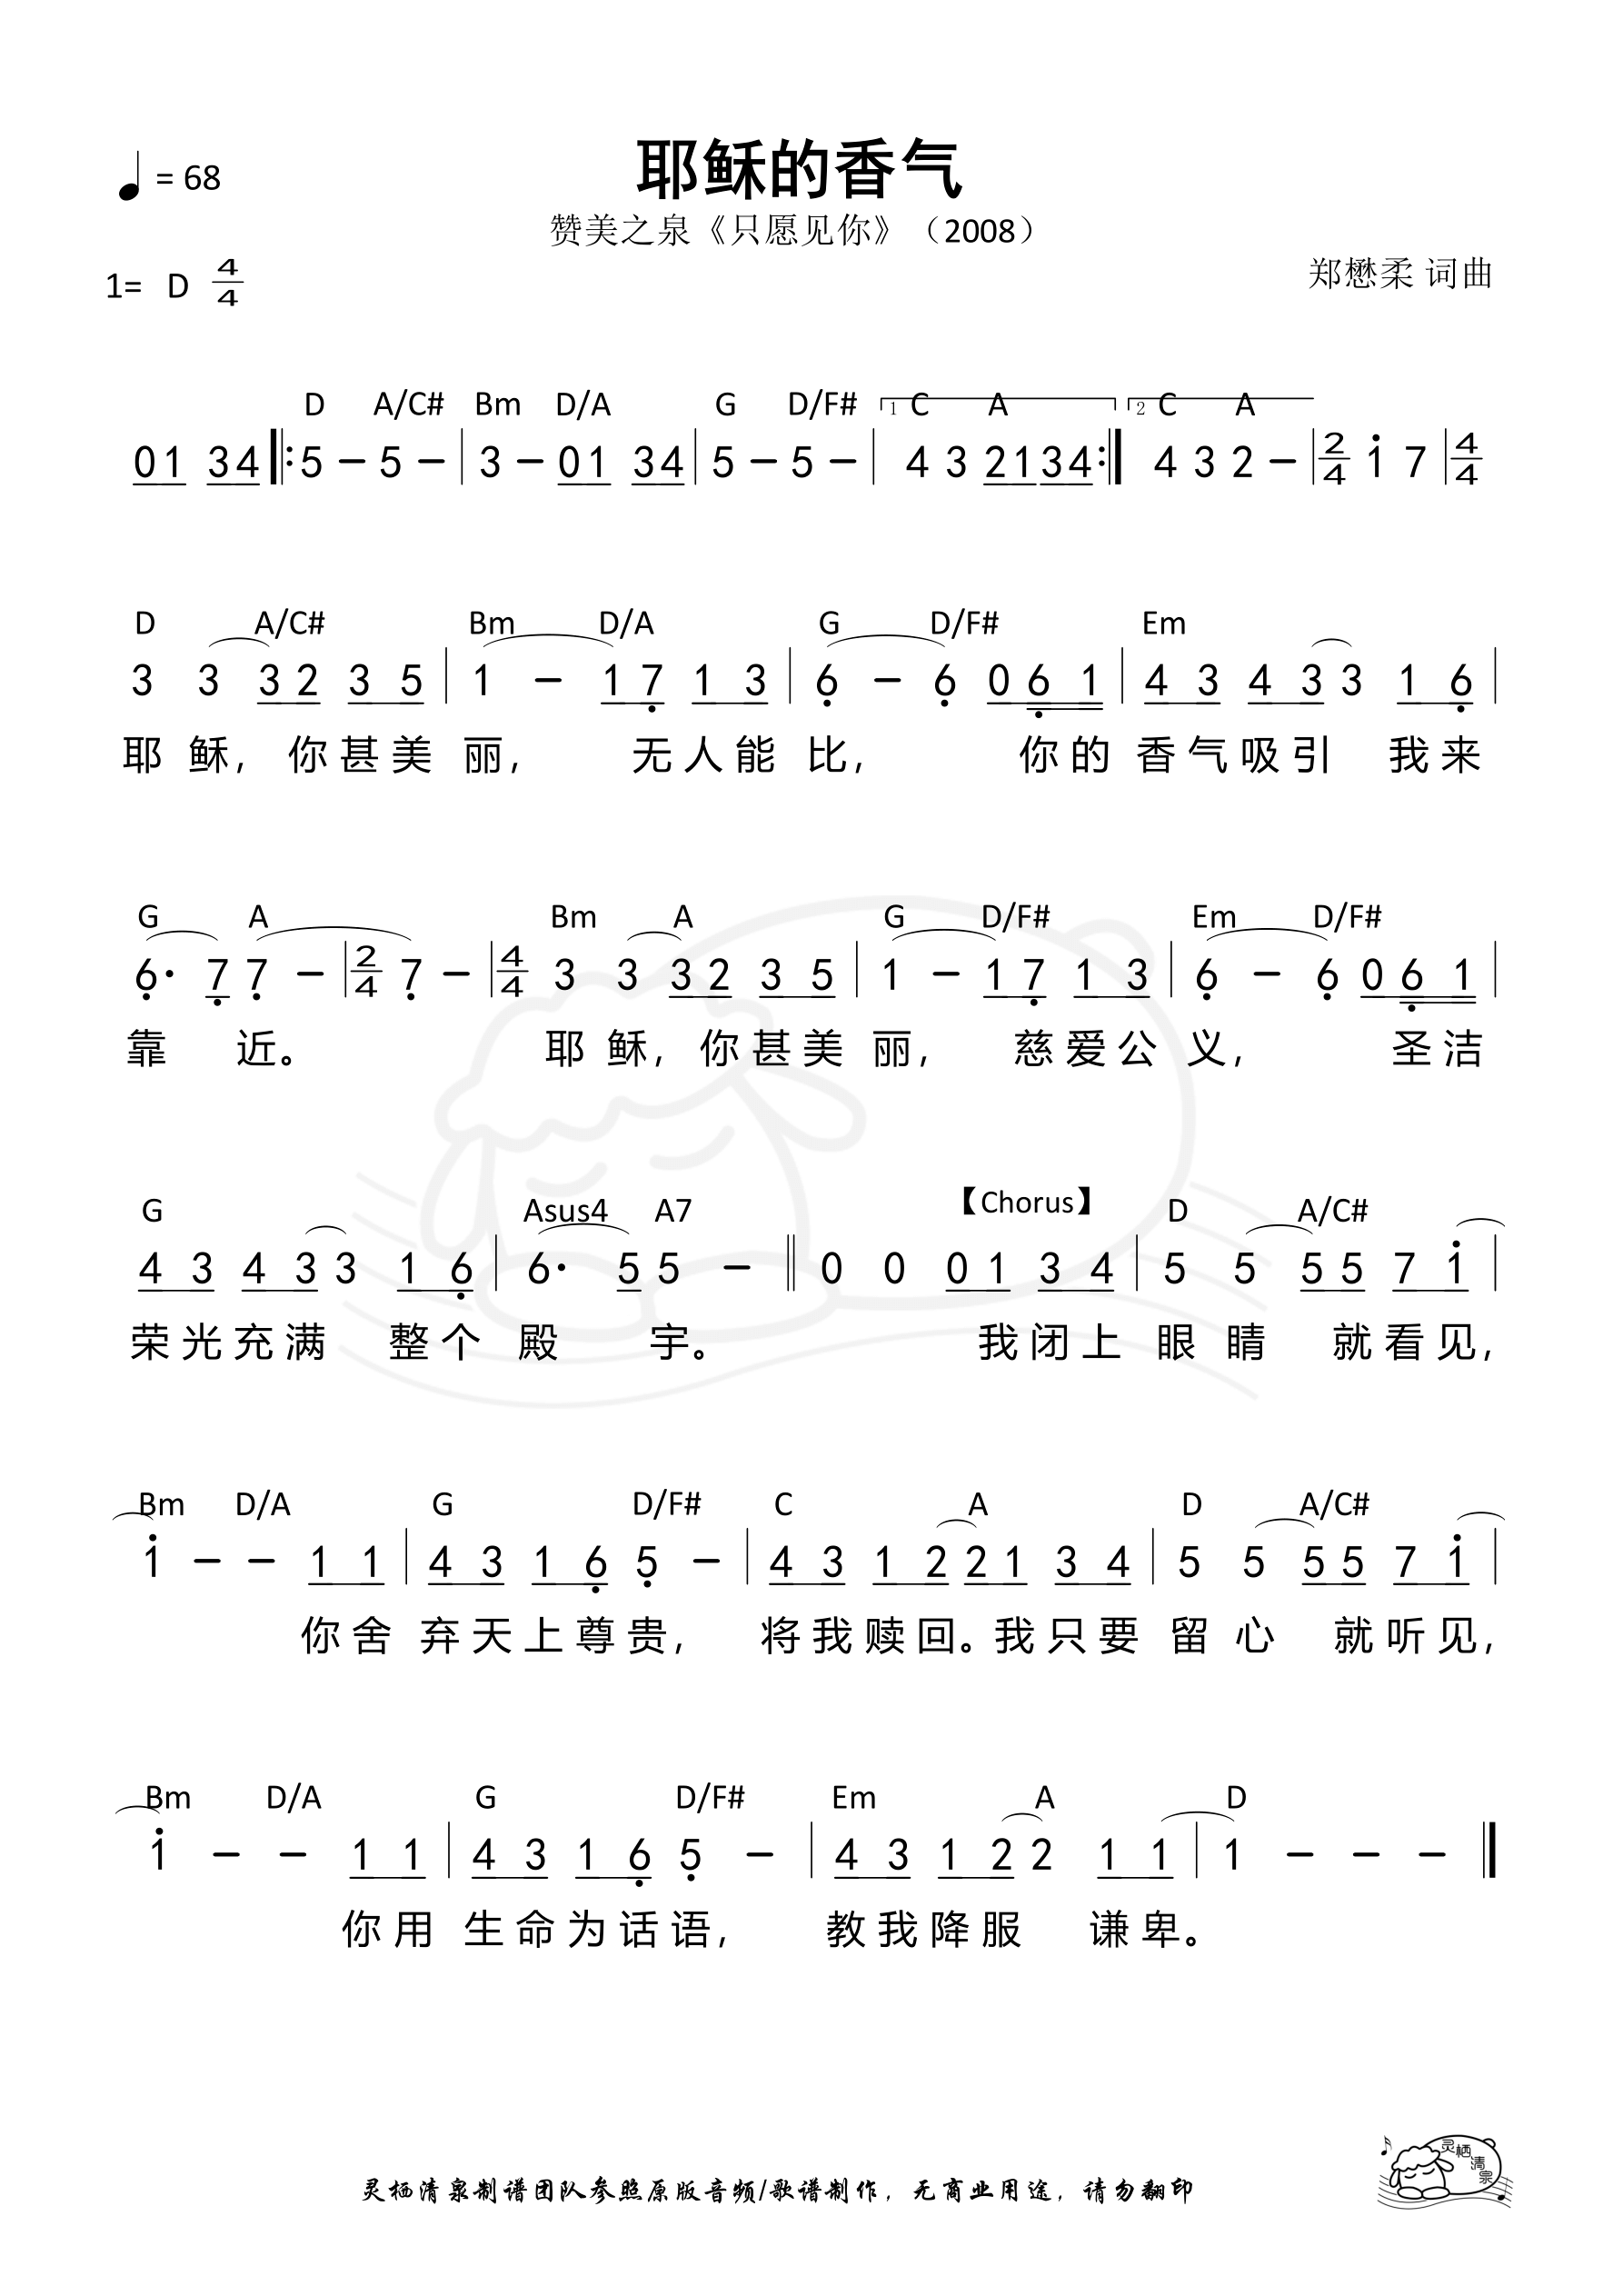 耶稣的香气
= 68
赞美之泉《只愿见你》（2008）
1= D 4/4
郑懋柔 词曲
D A/C# Bm D/A G D/F# 1 C A 2 C A
01 34 5 – 5 – 3 – 01 34 5 – 5 – 4 3 2134 4 3 2 – 2/4 1 7 4/4
D A/C# Bm D/A G D/F# Em
3 3 32 3 5 1 – 17 1 3 6 – 6 06 1 4 3 4 33 1 6
耶 稣，你甚美丽， 无人能比， 你的香气吸引 我来
G A Bm A G D/F# Em D/F#
6· 7 7 – 2/4 7 – 4/4 3 3 32 3 5 1 – 17 1 3 6 – 6 06 1
靠 近。 耶 稣，你甚美丽， 慈爱公义， 圣洁
G Asus4 A7 【Chorus】 D A/C#
4 3 4 33 1 6 6· 5 5 – 0 0 01 3 4 5 5 55 7 1
荣光充满 整个殿 宇。 我闭上眼 睛 就看见，
Bm D/A G D/F# C A D A/C#
1 – – 1 1 4 3 1 6 5 – 4 3 1 2 21 3 4 5 5 55 7 1
你舍弃天上尊贵， 将我赎回。我只要留 心 就听见，
Bm D/A G D/F# Em A D
1 – – 1 1 4 3 1 6 5 – 4 3 1 22 1 1 1 – – –
你用生命为话语， 教我降服 谦卑。
灵栖清泉
灵栖清泉制谱团队参照原版音频/歌谱制作，无商业用途，请勿翻印